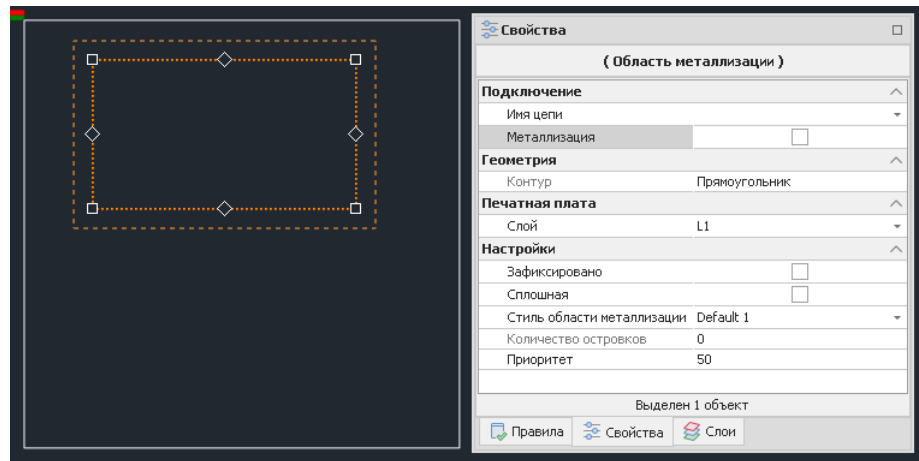 Свойства
( Область металлизации )
Подключение
Имя цепи
Металлизация
Геометрия
Контур Прямоугольник
Печатная плата
Слой L1
Настройки
Зафиксировано
Сплошная
Стиль области металлизации Default 1
Количество островков 0
Приоритет 50
Выделен 1 объект
Правила Свойства Слои